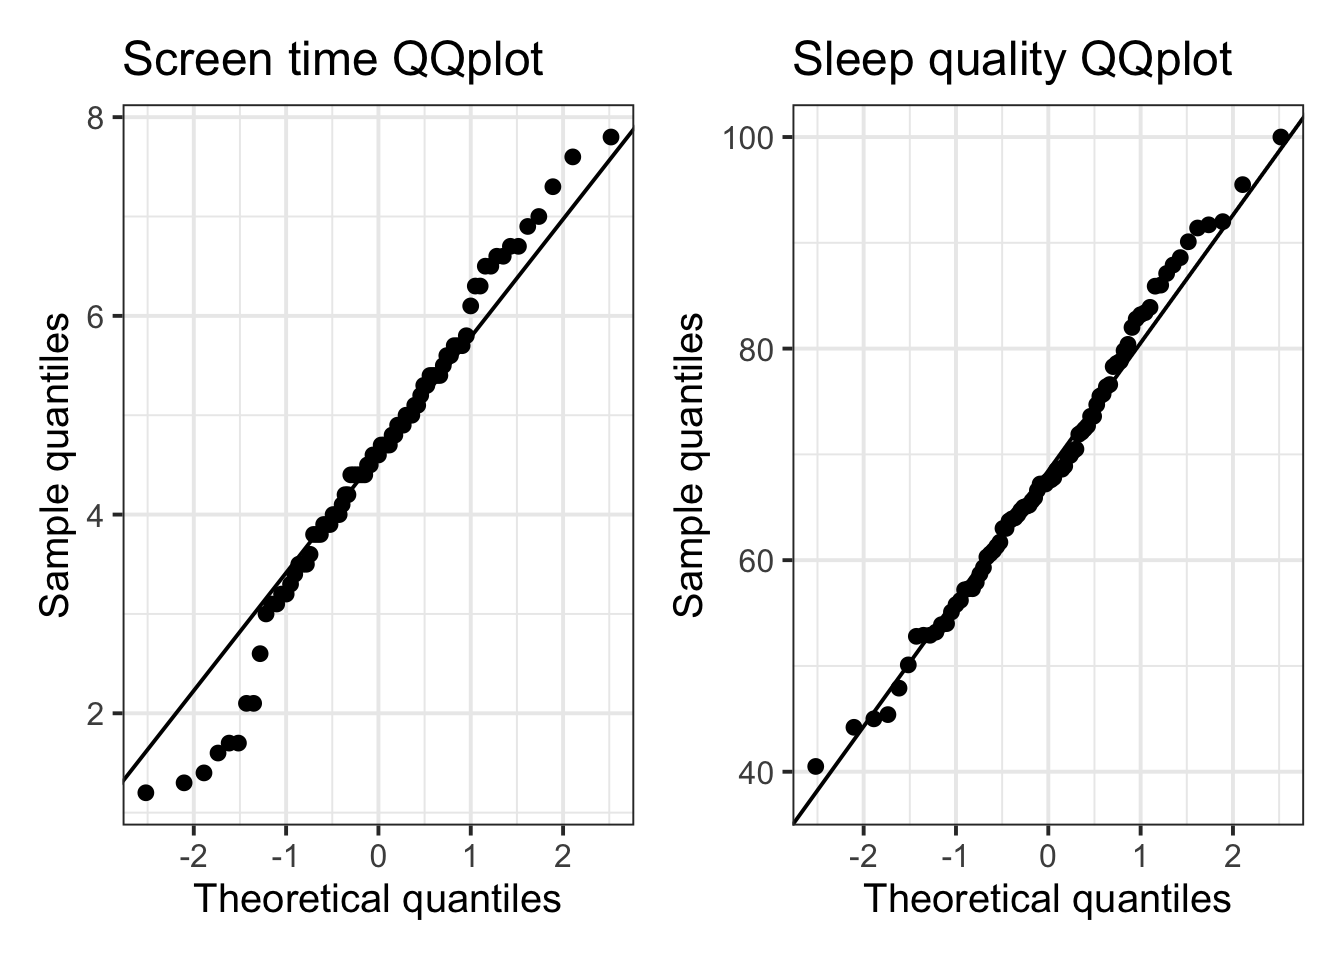 Screen time QQplot
8
6
4
2
-2 -1 0 1 2
Sample quantiles
Theoretical quantiles
Sleep quality QQplot
100
80
60
40
-2 -1 0 1 2
Sample quantiles
Theoretical quantiles